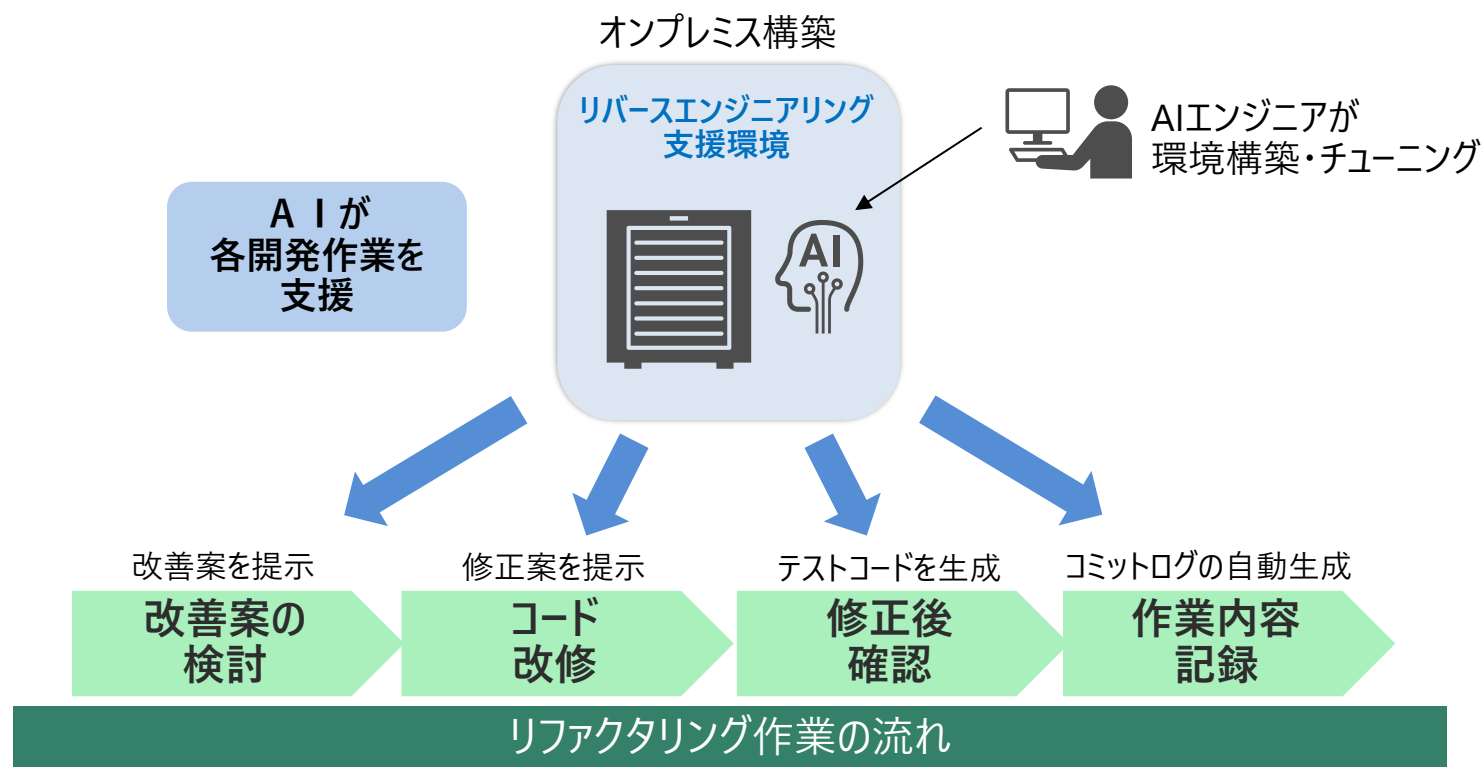 オンプレミス構築
リバースエンジニアリング
支援環境
AIエンジニアが
環境構築・チューニング
ＡＩが
各開発作業を
支援
AI
改善案を提示
修正案を提示
テストコードを生成
コミットログの自動生成
改善案の
検討
コード
改修
修正後
確認
作業内容
記録
リファクタリング作業の流れ